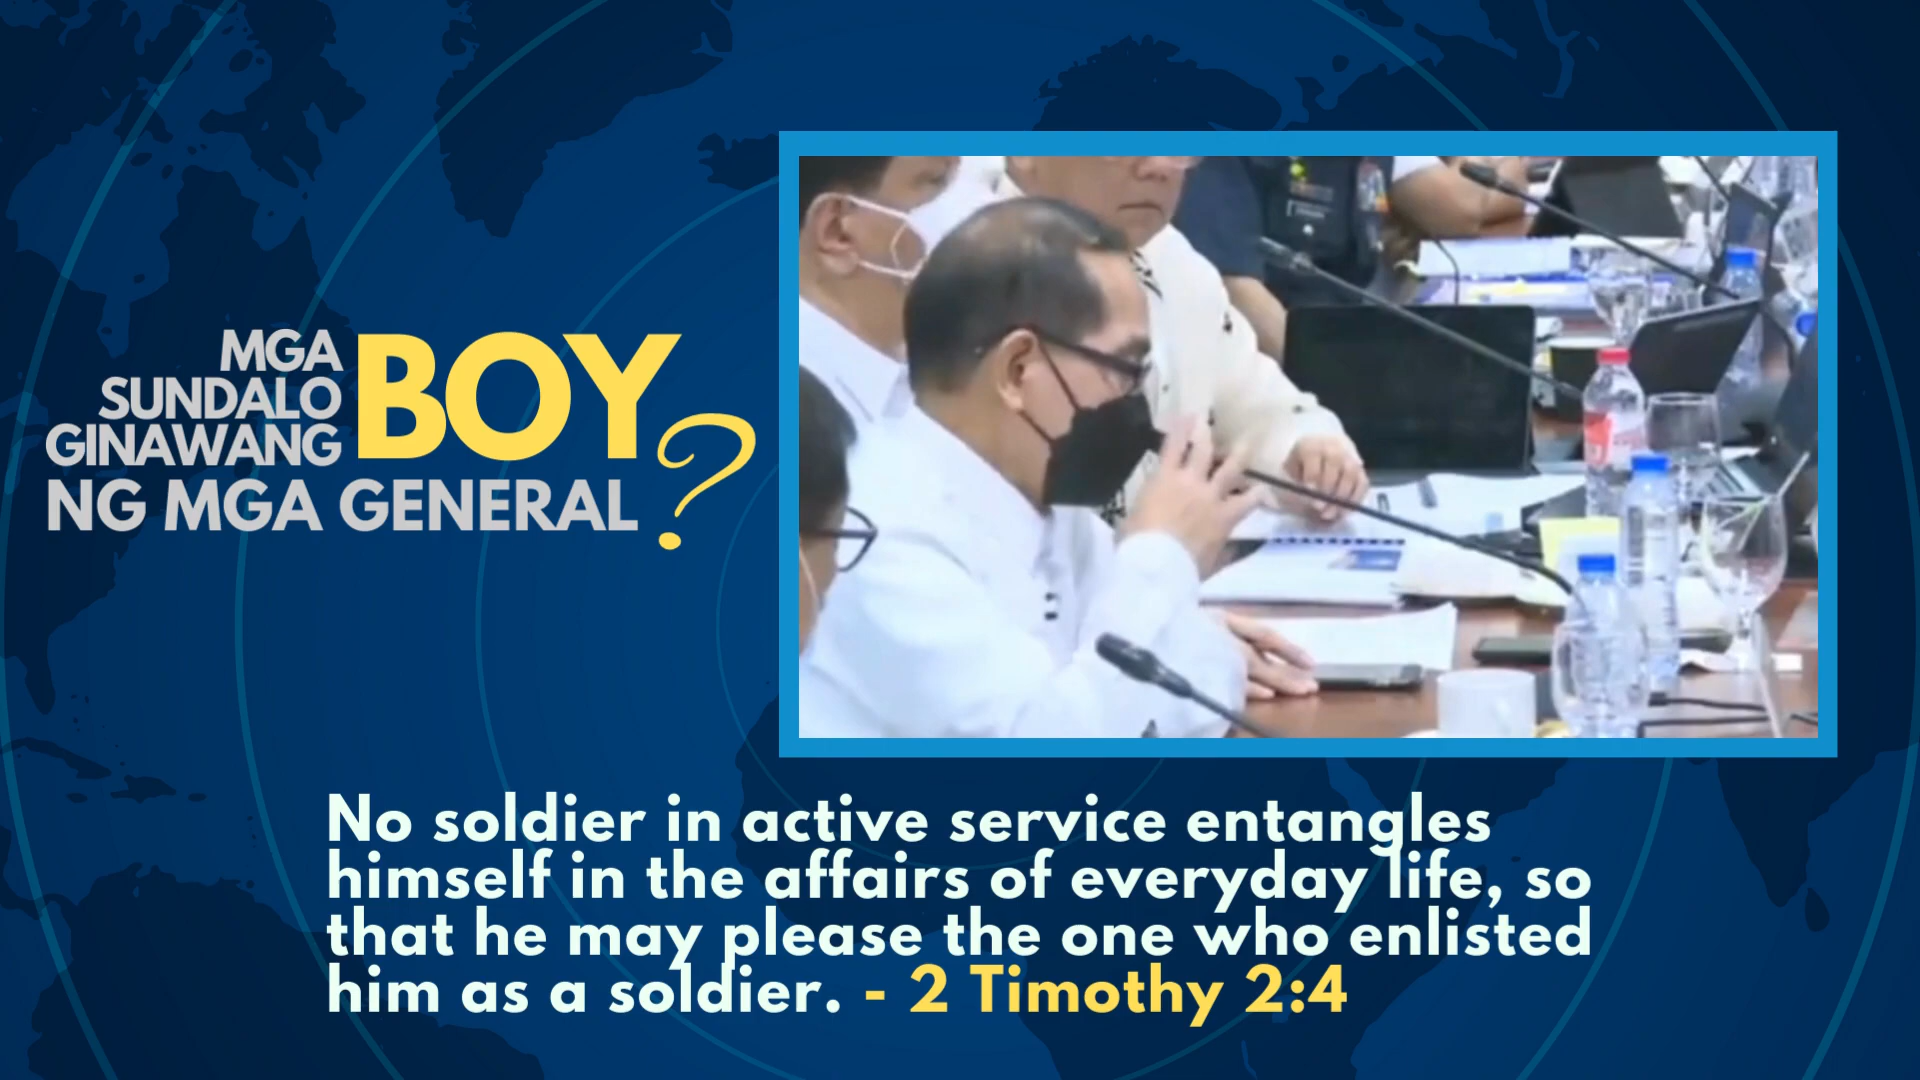 MGA
SUNDALO
GINAWANG BOY
NG MGA GENERAL?
No soldier in active service entangles
himself in the affairs of everyday life, so
that he may please the one who enlisted
him as a soldier. - 2 Timothy 2:4